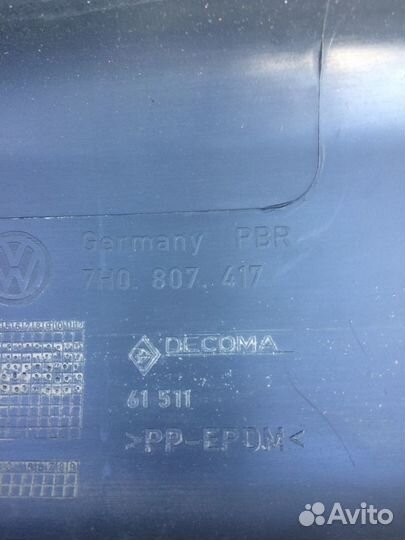 Germany PBR
7H0. 807. 417
DECOMA
61 511
>PP-EPDM<
Avito